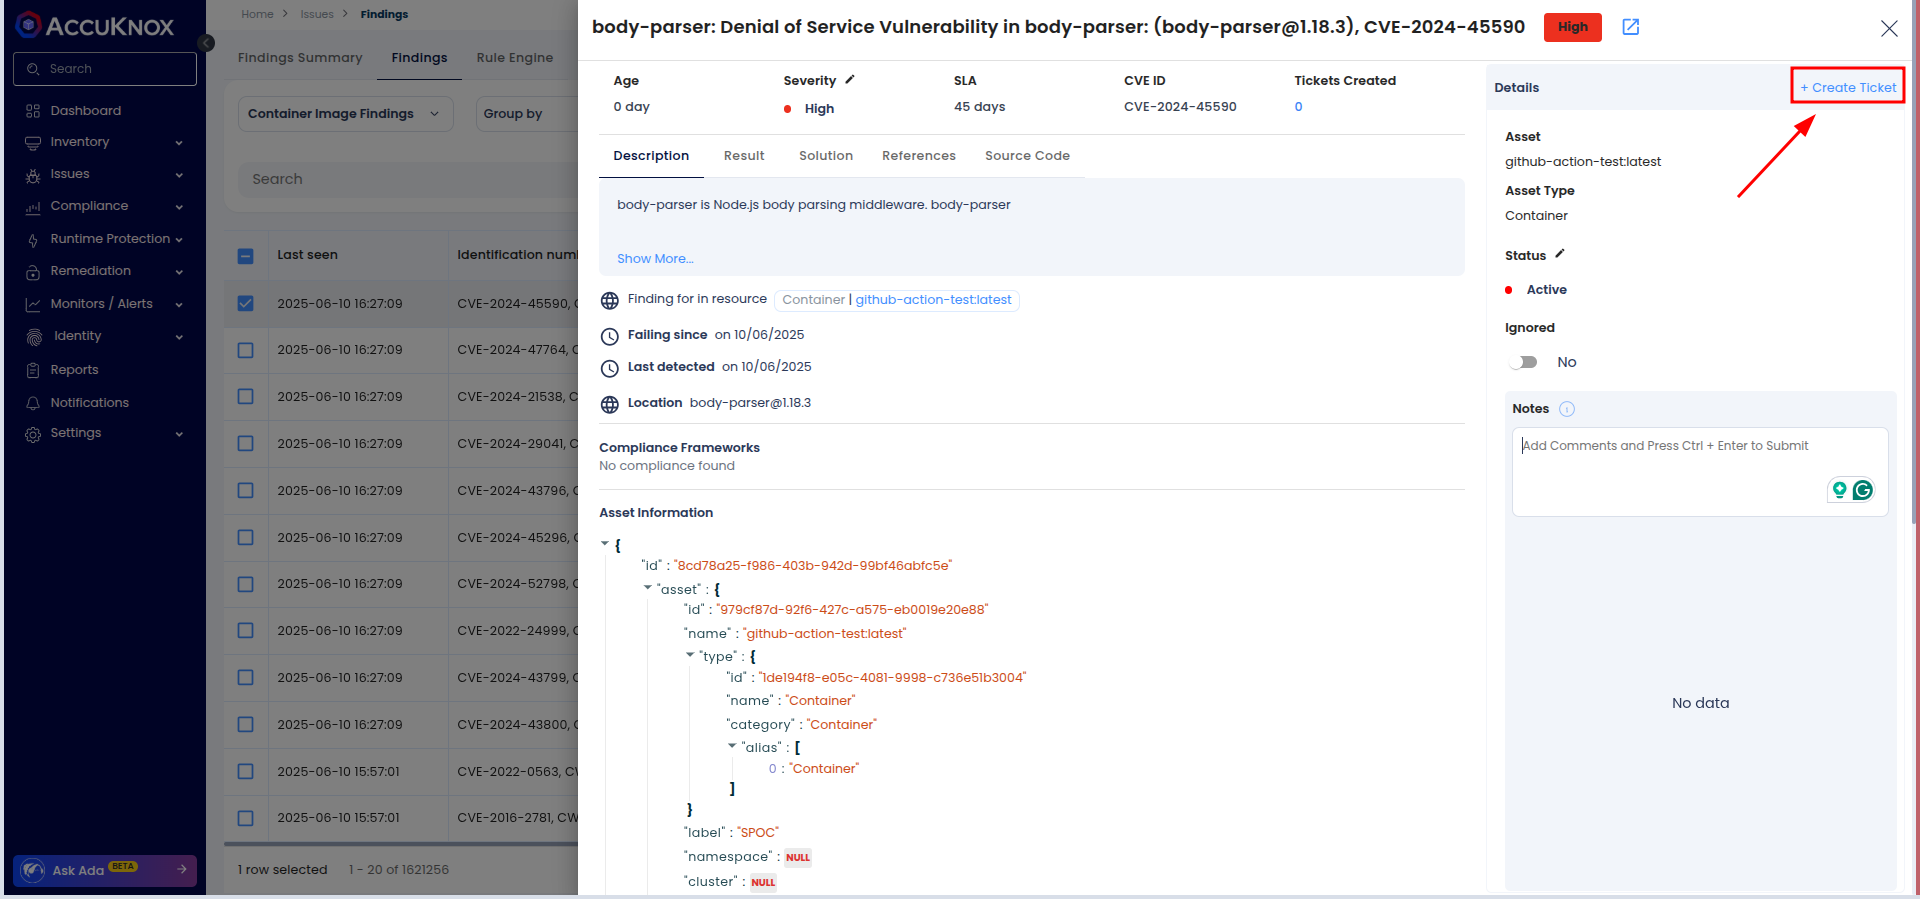 ACCUKNOX
Search
Dashboard
Inventory
Issues
Compliance
Runtime Protection
Remediation
Monitors / Alerts
Identity
Reports
Notifications
Settings
Ask Ada BETA
Home > Issues > Findings
Findings Summary Findings Rule Engine
Container Image Findings Group by
Search
Last seen Identification num
2025-06-10 16:27:09 CVE-2024-45590, C
2025-06-10 16:27:09 CVE-2024-47764, C
2025-06-10 16:27:09 CVE-2024-21538, C
2025-06-10 16:27:09 CVE-2024-29041, C
2025-06-10 16:27:09 CVE-2024-43796, C
2025-06-10 16:27:09 CVE-2024-45296, C
2025-06-10 16:27:09 CVE-2024-52798, C
2025-06-10 16:27:09 CVE-2022-24999, C
2025-06-10 16:27:09 CVE-2024-43799, C
2025-06-10 16:27:09 CVE-2024-43800, C
2025-06-10 15:57:01 CVE-2022-0563, CW
2025-06-10 15:57:01 CVE-2016-2781, CW
1 row selected 1 - 20 of 1621256
body-parser: Denial of Service Vulnerability in body-parser: (body-parser@1.18.3), CVE-2024-45590 High
Age Severity SLA CVE ID Tickets Created
0 day High 45 days CVE-2024-45590 0
Description Result Solution References Source Code
body-parser is Node.js body parsing middleware. body-parser
Show More...
Finding for in resource Container | github-action-test:latest
Failing since on 10/06/2025
Last detected on 10/06/2025
Location body-parser@1.18.3
Compliance Frameworks
No compliance found
Asset Information
{
"id" : "8cd78a25-f986-403b-942d-99bf46abfc5e"
"asset" : {
"id" : "979cf87d-92f6-427c-a575-eb0019e20e88"
"name" : "github-action-test:latest"
"type" : {
"id" : "1de194f8-e05c-4081-9998-c736e51b3004"
"name" : "Container"
"category" : "Container"
"alias" : [
0 : "Container"
]
}
"label" : "SPOC"
"namespace" : NULL
"cluster" : NULL
Details + Create Ticket
Asset
github-action-test:latest
Asset Type
Container
Status
Active
Ignored
No
Notes
Add Comments and Press Ctrl + Enter to Submit
No data